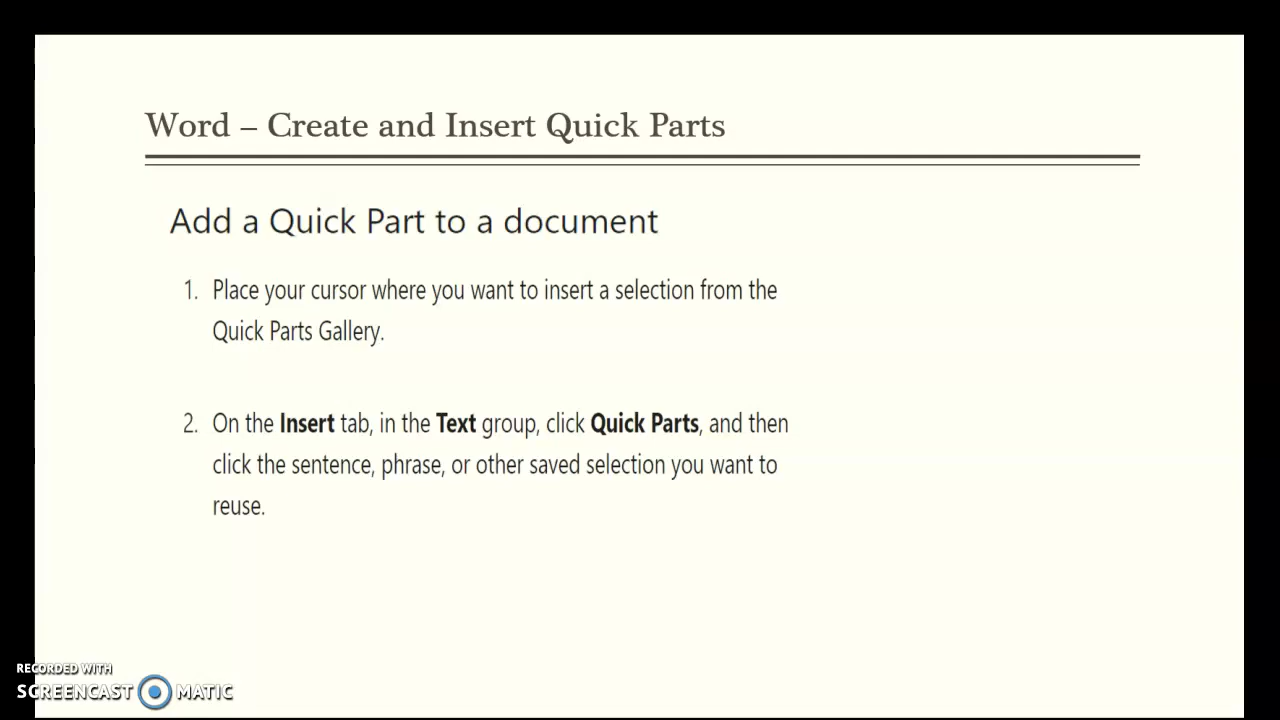 Word – Create and Insert Quick Parts
Add a Quick Part to a document
1. Place your cursor where you want to insert a selection from the
Quick Parts Gallery.
2. On the Insert tab, in the Text group, click Quick Parts, and then
click the sentence, phrase, or other saved selection you want to
reuse.
RECORDED WITH
SCREENCAST MATIC